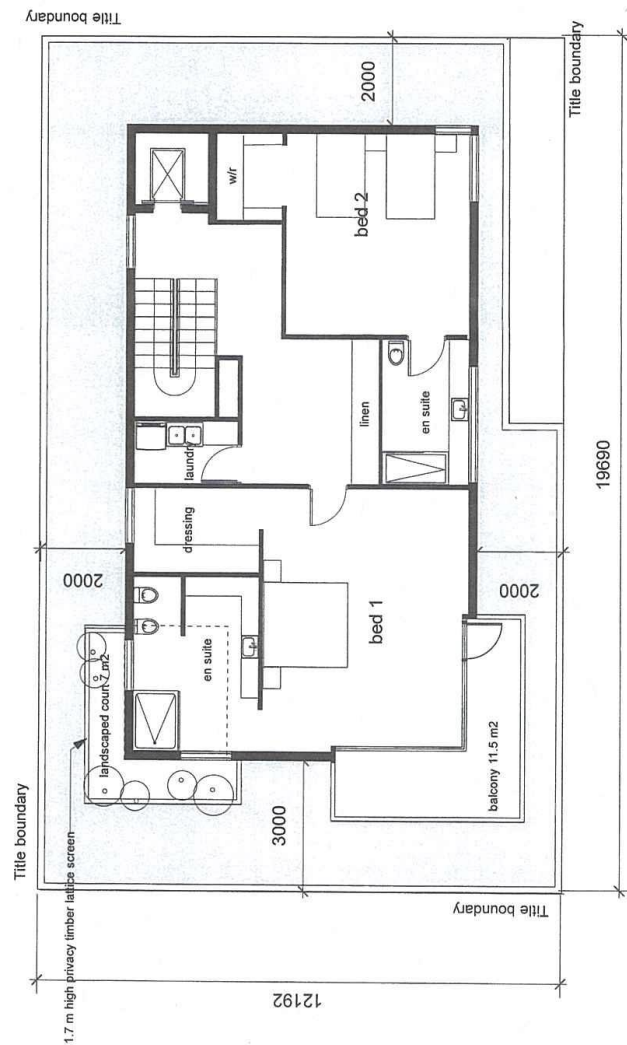 Title boundary
Title boundary
1.7 m high privacy timber lattice screen
landscaped court 7 m2
2000
dressing
laundry
w/r
2000
en suite
bed 1
linen
bed 2
en suite
3000
2000
balcony 11.5 m2
Title boundary
Title boundary
12192
19690